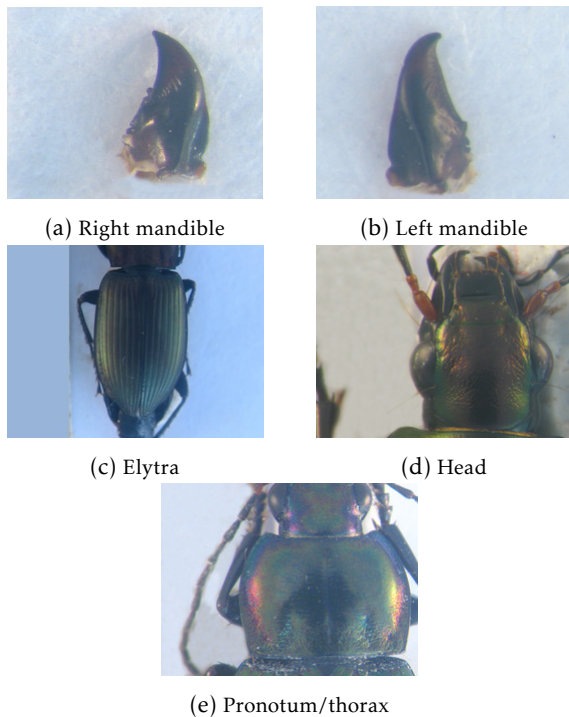 (a) Right mandible
(b) Left mandible
(c) Elytra
(d) Head
(e) Pronotum/thorax